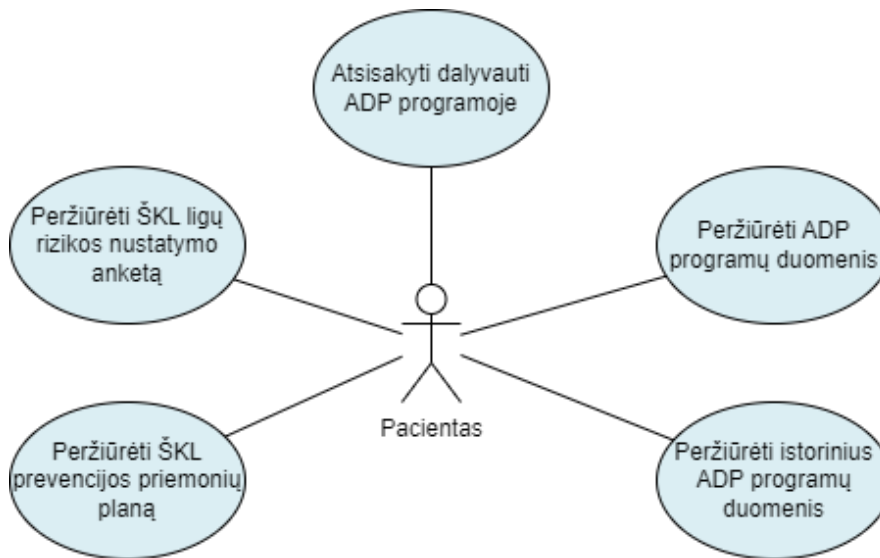 Atsisakyti dalyvauti
ADP programoje
Peržiūrėti ŠKL ligų
rizikos nustatymo
anketą
Peržiūrėti ADP
programų duomenis
Pacientas
Peržiūrėti ŠKL
prevencijos priemonių
planą
Peržiūrėti istorinius
ADP programų
duomenis